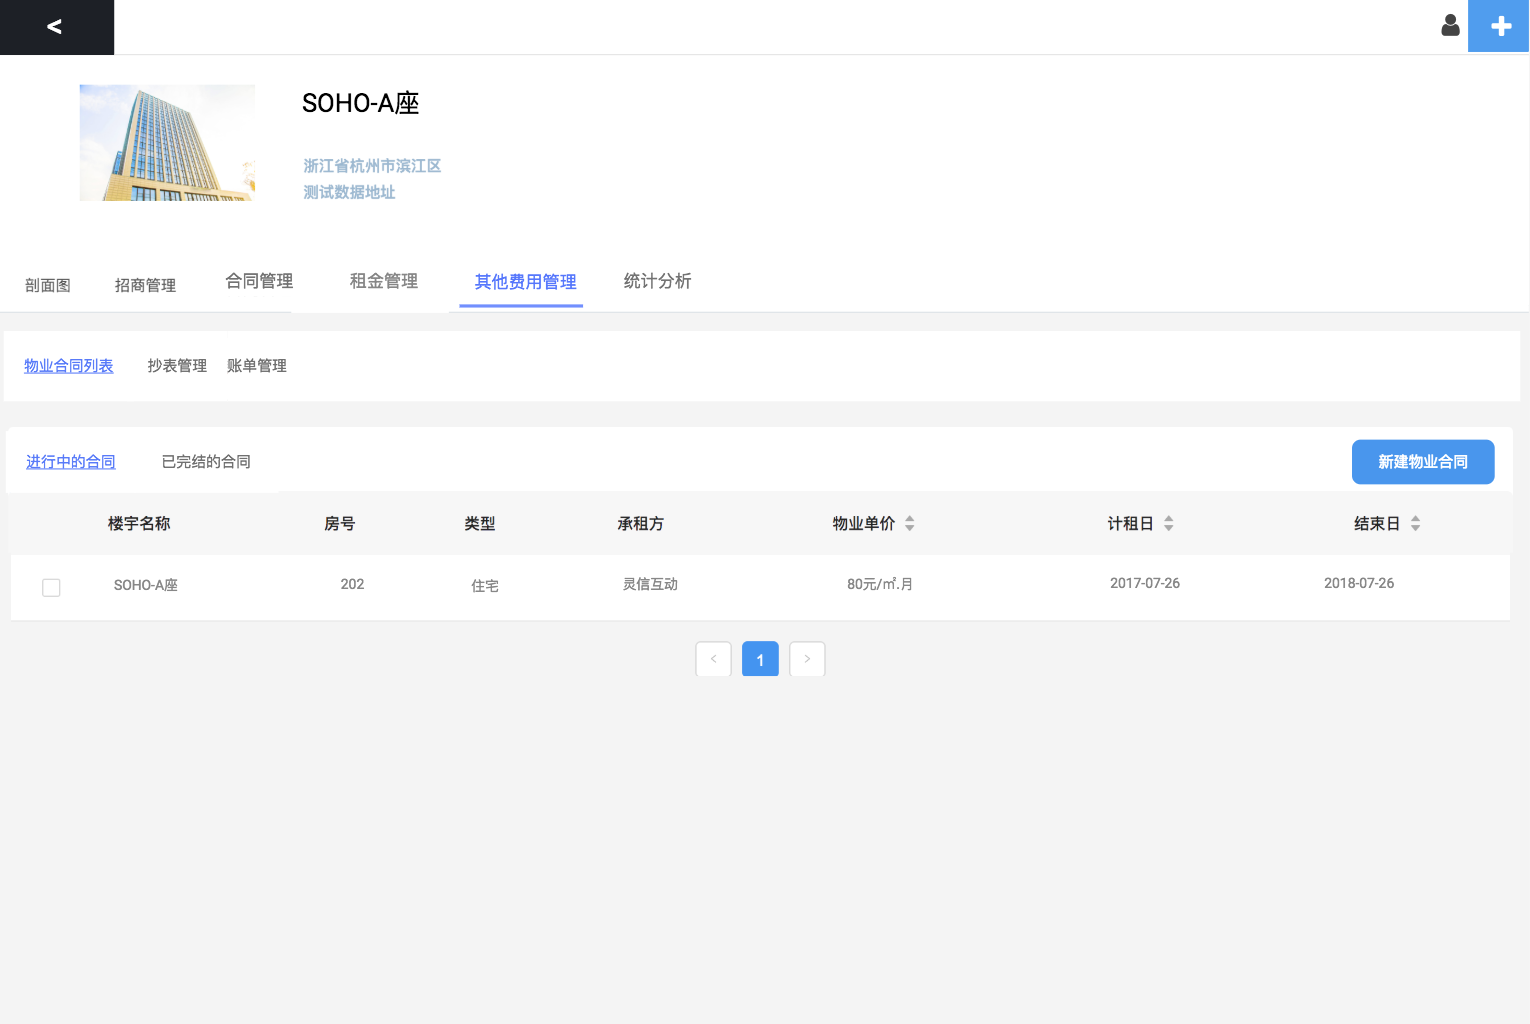 <
SOHO-A座
浙江省杭州市滨江区
测试数据地址
剖面图 招商管理 合同管理 租金管理 其他费用管理 统计分析
物业合同列表 抄表管理 账单管理
进行中的合同 已完结的合同 新建物业合同
楼宇名称 房号 类型 承租方 物业单价 计租日 结束日
SOHO-A座 202 住宅 灵信互动 80元/㎡.月 2017-07-26 2018-07-26
< 1 >